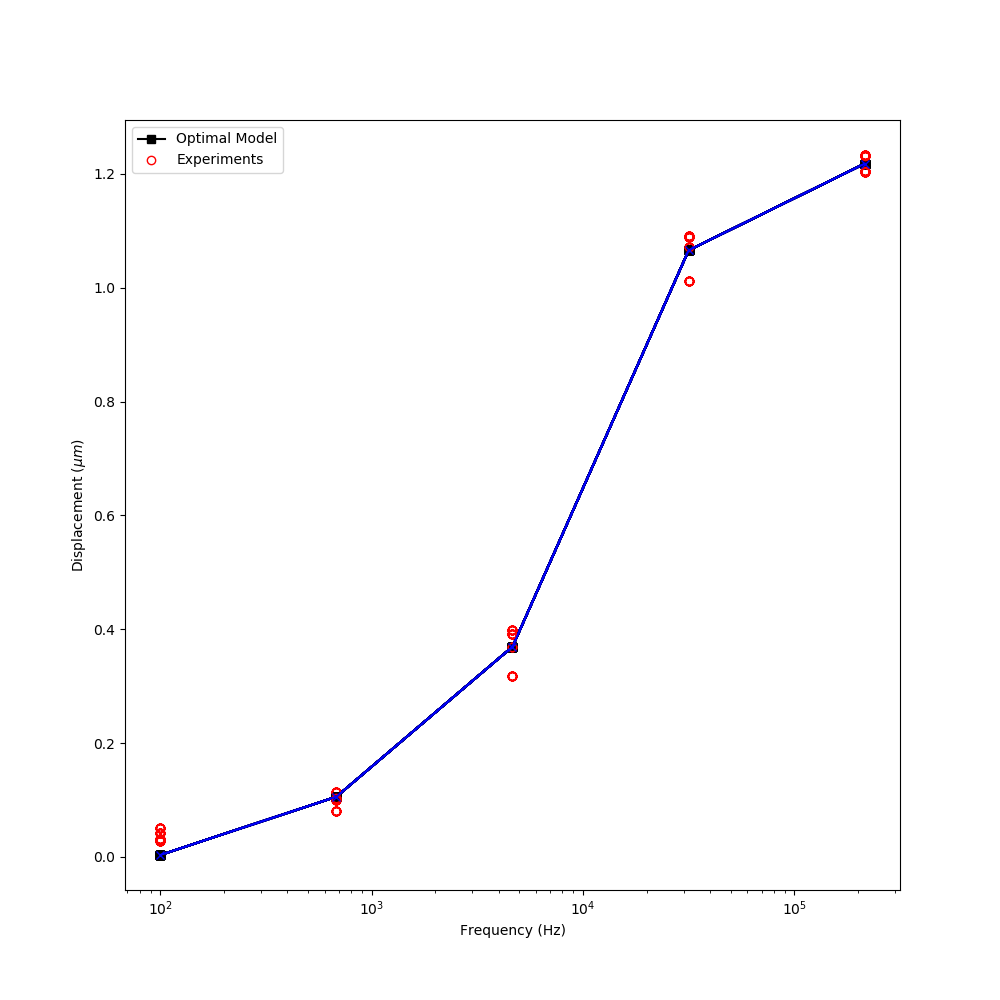 Optimal Model
Experiments
1.2
1.0
0.8
0.6
0.4
0.2
0.0
Displacement (μm)
10² 10³ 10⁴ 10⁵
Frequency (Hz)